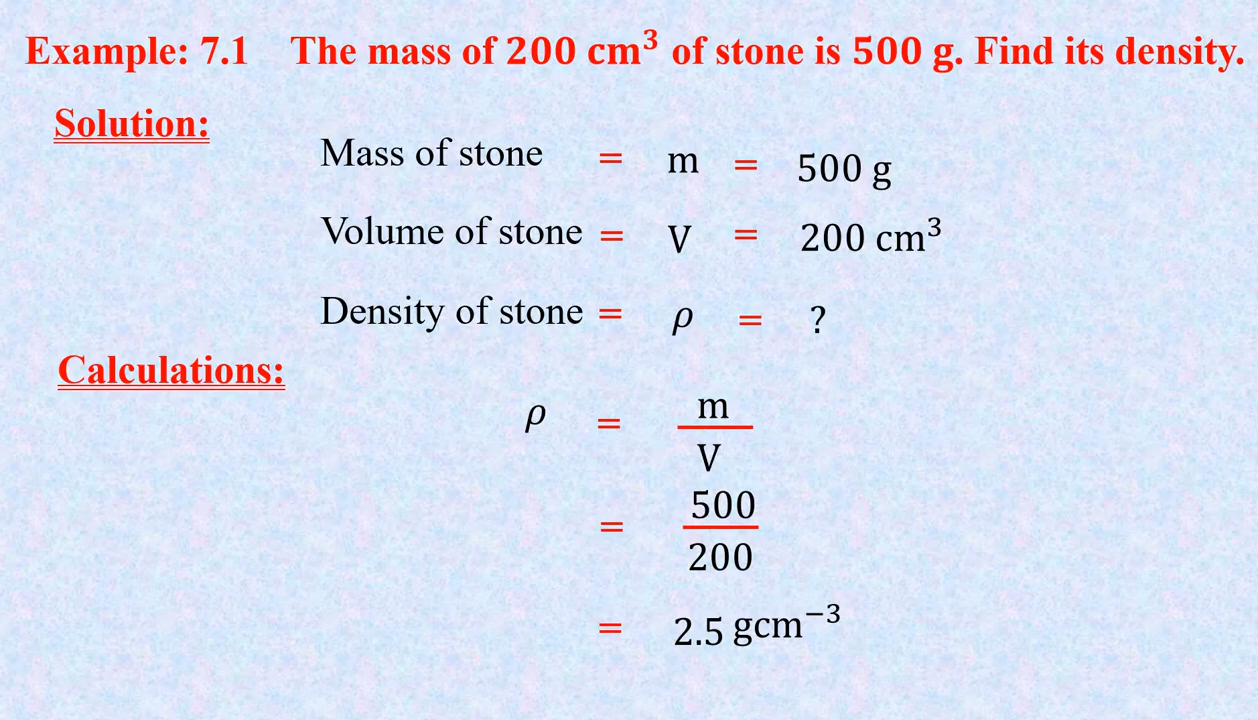 Example: 7.1 The mass of 200 cm³ of stone is 500 g. Find its density.
Solution:
Mass of stone = m = 500 g
Volume of stone = V = 200 cm³
Density of stone = ρ = ?
Calculations:
ρ = m
V
= 500
200
= 2.5 gcm⁻³